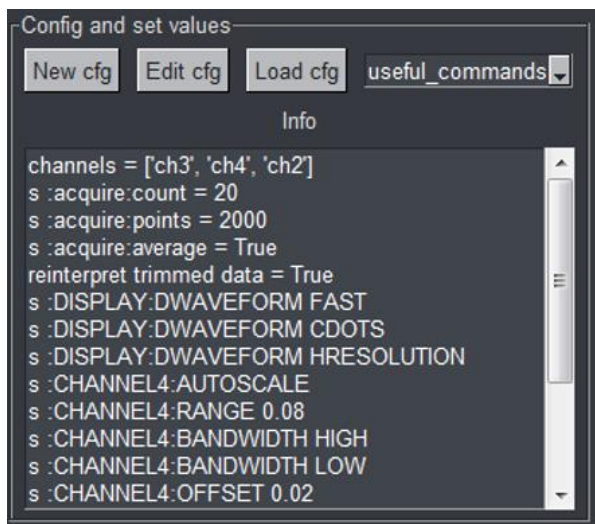 Config and set values
New cfg Edit cfg Load cfg useful_commands
Info
channels = ['ch3', 'ch4', 'ch2']
s :acquire:count = 20
s :acquire:points = 2000
s :acquire:average = True
reinterpret trimmed data = True
s :DISPLAY:DWAVEFORM FAST
s :DISPLAY:DWAVEFORM CDOTS
s :DISPLAY:DWAVEFORM HRESOLUTION
s :CHANNEL4:AUTOSCALE
s :CHANNEL4:RANGE 0.08
s :CHANNEL4:BANDWIDTH HIGH
s :CHANNEL4:BANDWIDTH LOW
s :CHANNEL4:OFFSET 0.02